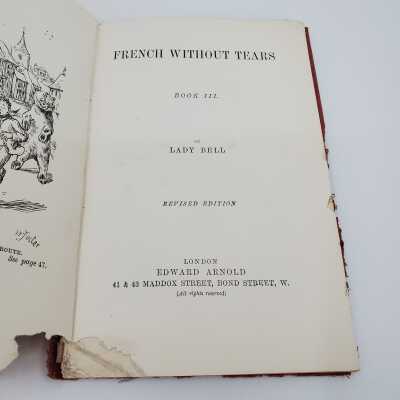 ROUTE.
See page 47.
FRENCH WITHOUT TEARS
BOOK III.
BY
LADY BELL
REVISED EDITION
LONDON
EDWARD ARNOLD
41 & 43 MADDOX STREET, BOND STREET, W.
(All rights reserved)